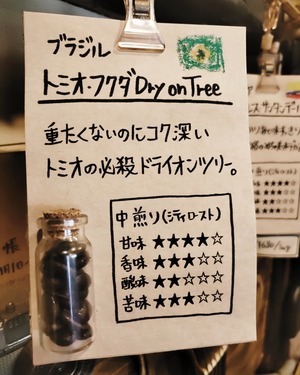 ブラジル
トミオ・フクダ Dry on Tree
重たくないのにコク深い
トミオの必殺ドライオンツリー。
中煎り(シティロースト)
甘味 ★★★★☆
香味 ★★★☆☆
酸味 ★★☆☆☆
苦味 ★★★☆☆